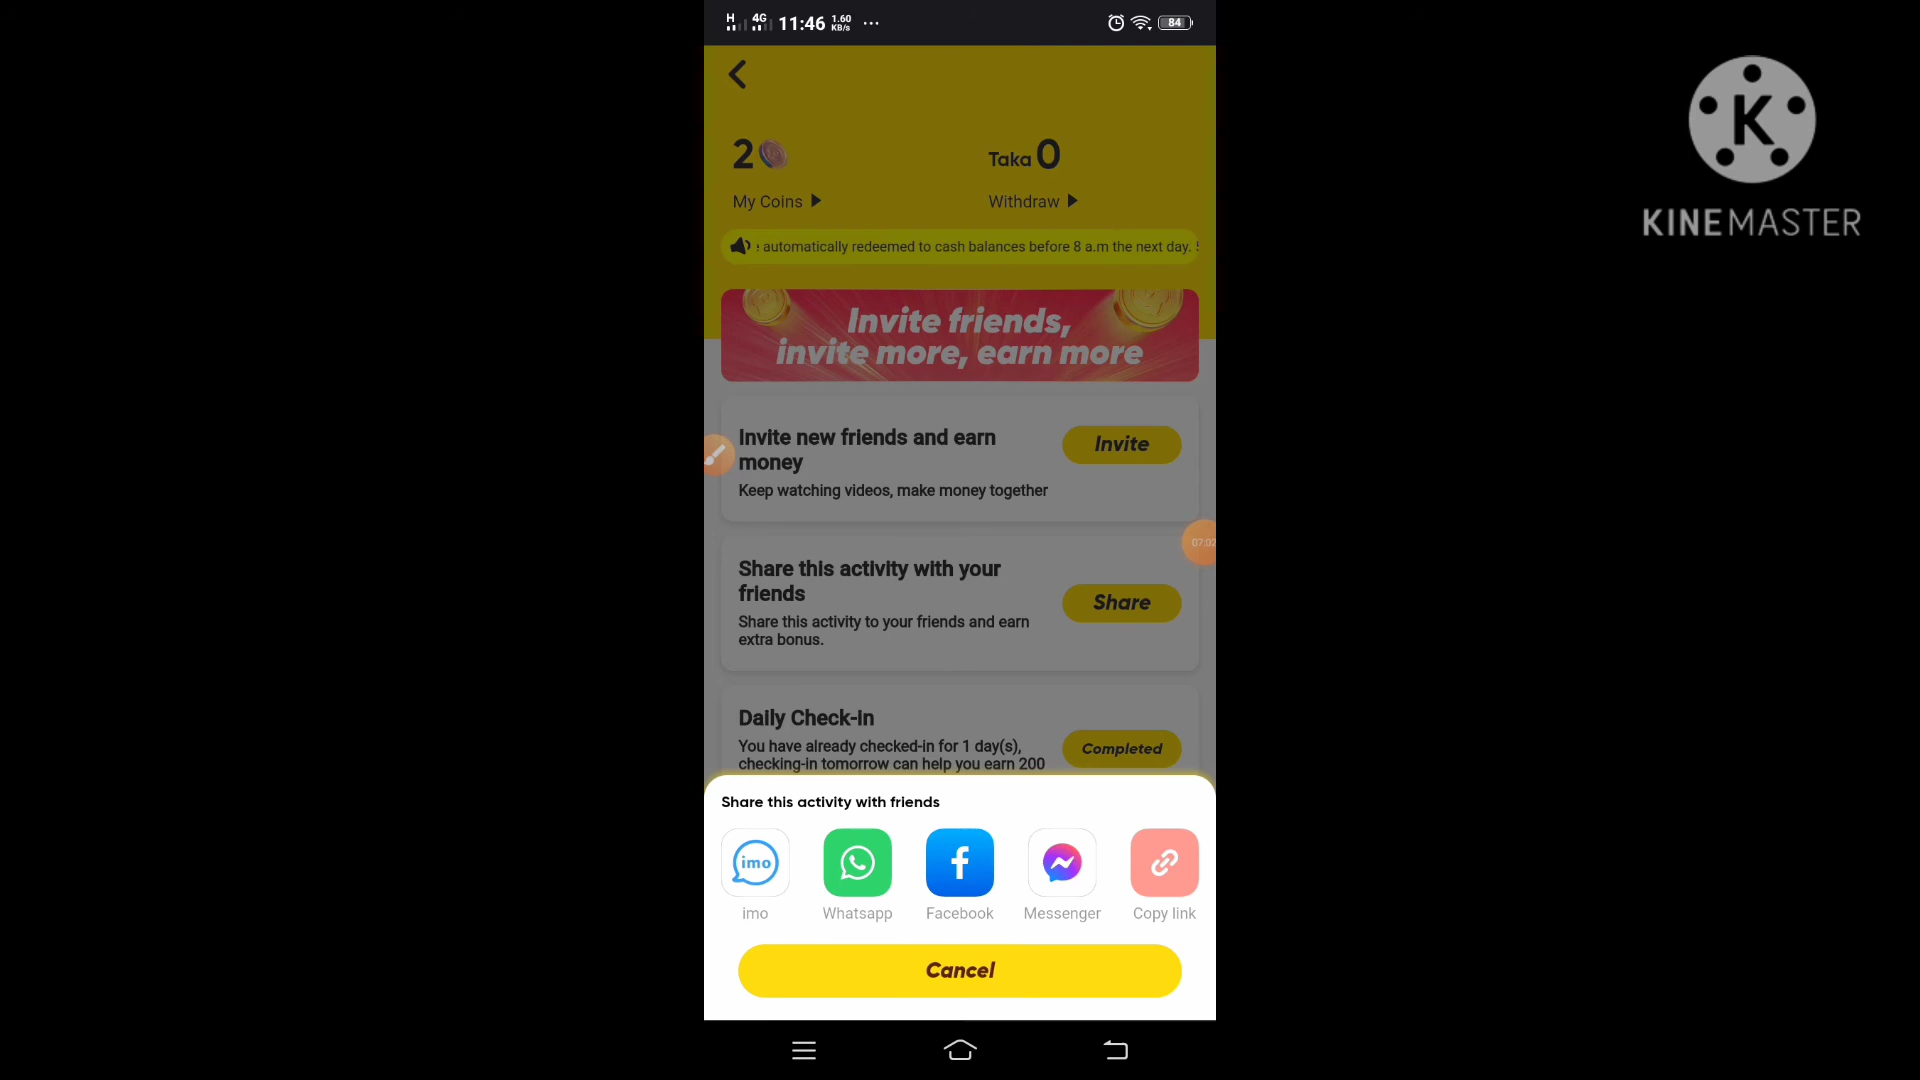 H 4G 11:46 1.60 KB/s ... 84
K
KINEMASTER
2 Taka 0
My Coins Withdraw
automatically redeemed to cash balances before 8 a.m the next day.
Invite friends,
invite more, earn more
Invite new friends and earn
money
Invite
Keep watching videos, make money together
07:02
Share this activity with your
friends
Share
Share this activity to your friends and earn
extra bonus.
Daily Check-in
You have already checked-in for 1 day(s),
checking-in tomorrow can help you earn 200
Completed
Share this activity with friends
imo
imo Whatsapp Facebook Messenger Copy link
Cancel